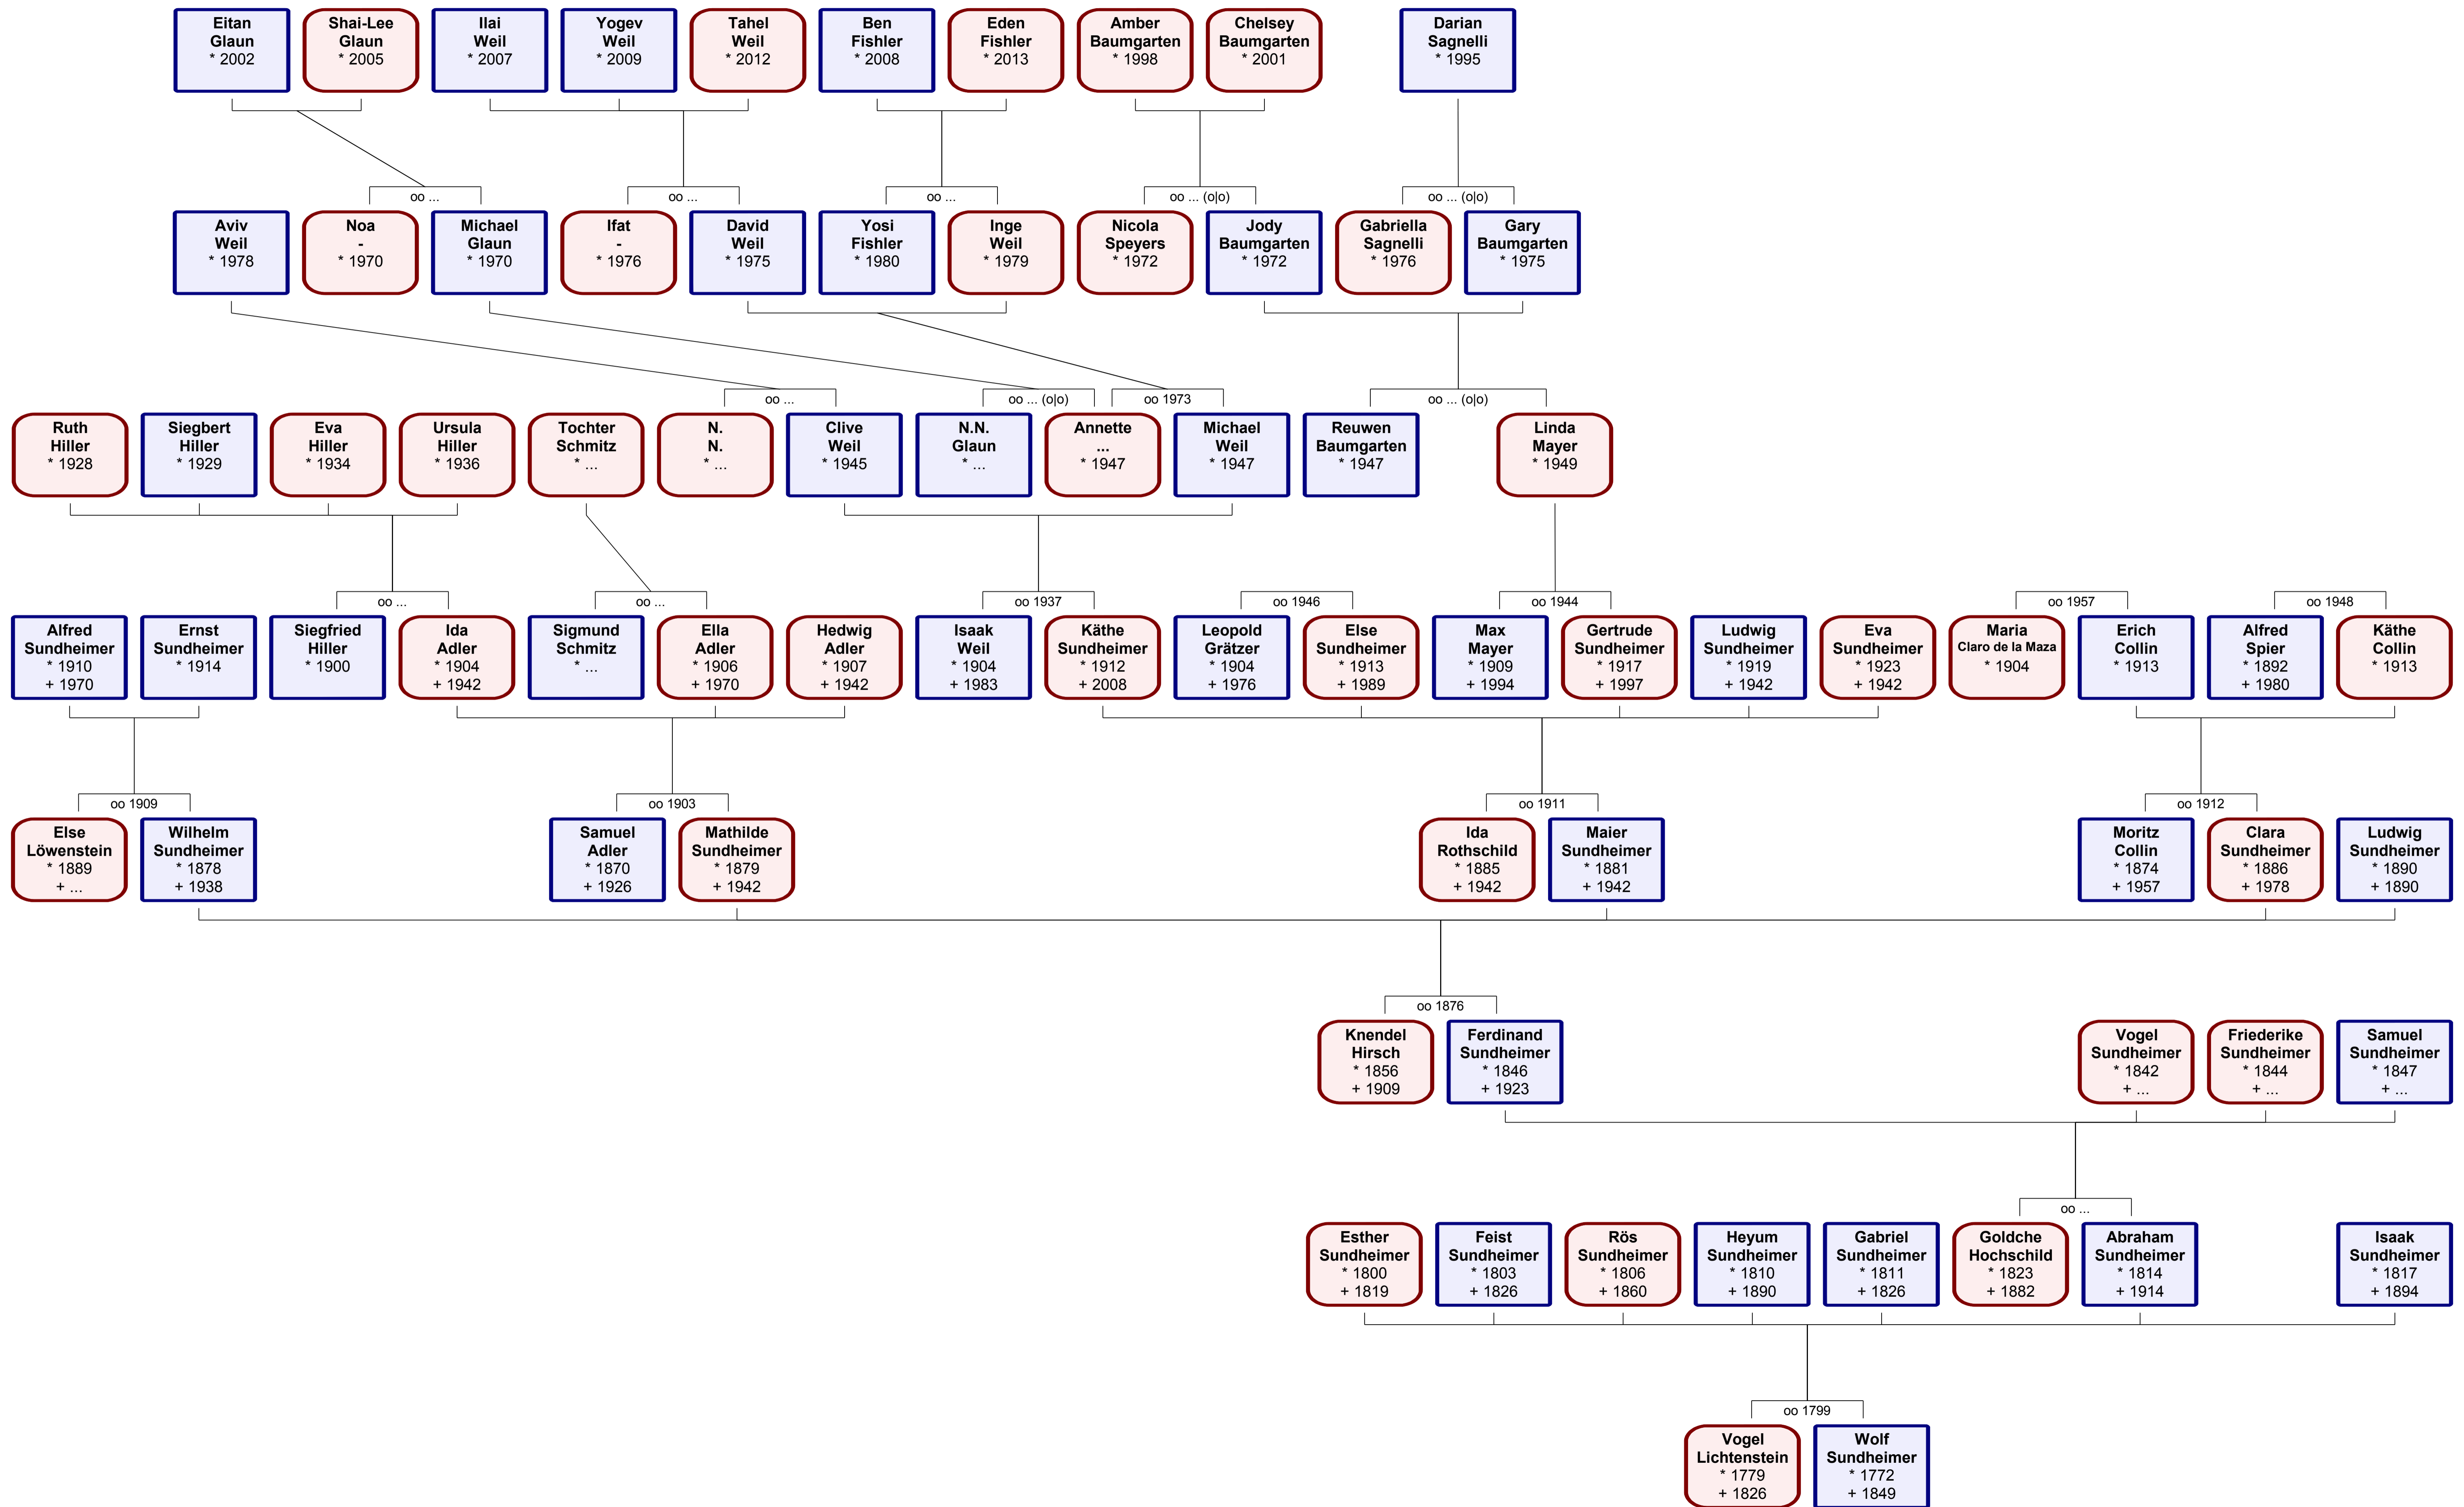 Eitan
Glaun
* 2002
Shai-Lee
Glaun
* 2005
Ilai
Weil
* 2007
Yogev
Weil
* 2009
Tahel
Weil
* 2012
Ben
Fishler
* 2008
Eden
Fishler
* 2013
Amber
Baumgarten
* 1998
Chelsey
Baumgarten
* 2001
Darian
Sagnelli
* 1995
oo ...
oo ...
oo ...
oo ... (o|o)
oo ... (o|o)
Aviv
Weil
* 1978
Noa
-
* 1970
Michael
Glaun
* 1970
Ifat
-
* 1976
David
Weil
* 1975
Yosi
Fishler
* 1980
Inge
Weil
* 1979
Nicola
Speyers
* 1972
Jody
Baumgarten
* 1972
Gabriella
Sagnelli
* 1976
Gary
Baumgarten
* 1975
oo ...
oo ... (o|o)
oo 1973
oo ... (o|o)
Ruth
Hiller
* 1928
Siegbert
Hiller
* 1929
Eva
Hiller
* 1934
Ursula
Hiller
* 1936
Tochter
Schmitz
* ...
N.
N.
* ...
Clive
Weil
* 1945
N.N.
Glaun
* ...
Annette
...
* 1947
Michael
Weil
* 1947
Reuwen
Baumgarten
* 1947
Linda
Mayer
* 1949
oo ...
oo ...
oo 1937
oo 1946
oo 1944
oo 1957
oo 1948
Alfred
Sundheimer
* 1910
+ 1970
Ernst
Sundheimer
* 1914
Siegfried
Hiller
* 1900
Ida
Adler
* 1904
+ 1942
Sigmund
Schmitz
* ...
Ella
Adler
* 1906
+ 1970
Hedwig
Adler
* 1907
+ 1942
Isaak
Weil
* 1904
+ 1983
Käthe
Sundheimer
* 1912
+ 2008
Leopold
Grätzer
* 1904
+ 1976
Else
Sundheimer
* 1913
+ 1989
Max
Mayer
* 1909
+ 1994
Gertrude
Sundheimer
* 1917
+ 1997
Ludwig
Sundheimer
* 1919
+ 1942
Eva
Sundheimer
* 1923
+ 1942
Maria
Claro de la Maza
* 1904
Erich
Collin
* 1913
Alfred
Spier
* 1892
+ 1980
Käthe
Collin
* 1913
oo 1909
oo 1903
oo 1911
oo 1912
Else
Löwenstein
* 1889
+ ...
Wilhelm
Sundheimer
* 1878
+ 1938
Samuel
Adler
* 1870
+ 1926
Mathilde
Sundheimer
* 1879
+ 1942
Ida
Rothschild
* 1885
+ 1942
Maier
Sundheimer
* 1881
+ 1942
Moritz
Collin
* 1874
+ 1957
Clara
Sundheimer
* 1886
+ 1978
Ludwig
Sundheimer
* 1890
+ 1890
oo 1876
Knendel
Hirsch
* 1856
+ 1909
Ferdinand
Sundheimer
* 1846
+ 1923
Vogel
Sundheimer
* 1842
+ ...
Friederike
Sundheimer
* 1844
+ ...
Samuel
Sundheimer
* 1847
+ ...
oo ...
Esther
Sundheimer
* 1800
+ 1819
Feist
Sundheimer
* 1803
+ 1826
Rös
Sundheimer
* 1806
+ 1860
Heyum
Sundheimer
* 1810
+ 1890
Gabriel
Sundheimer
* 1811
+ 1826
Goldche
Hochschild
* 1823
+ 1882
Abraham
Sundheimer
* 1814
+ 1914
Isaak
Sundheimer
* 1817
+ 1894
oo 1799
Vogel
Lichtenstein
* 1779
+ 1826
Wolf
Sundheimer
* 1772
+ 1849